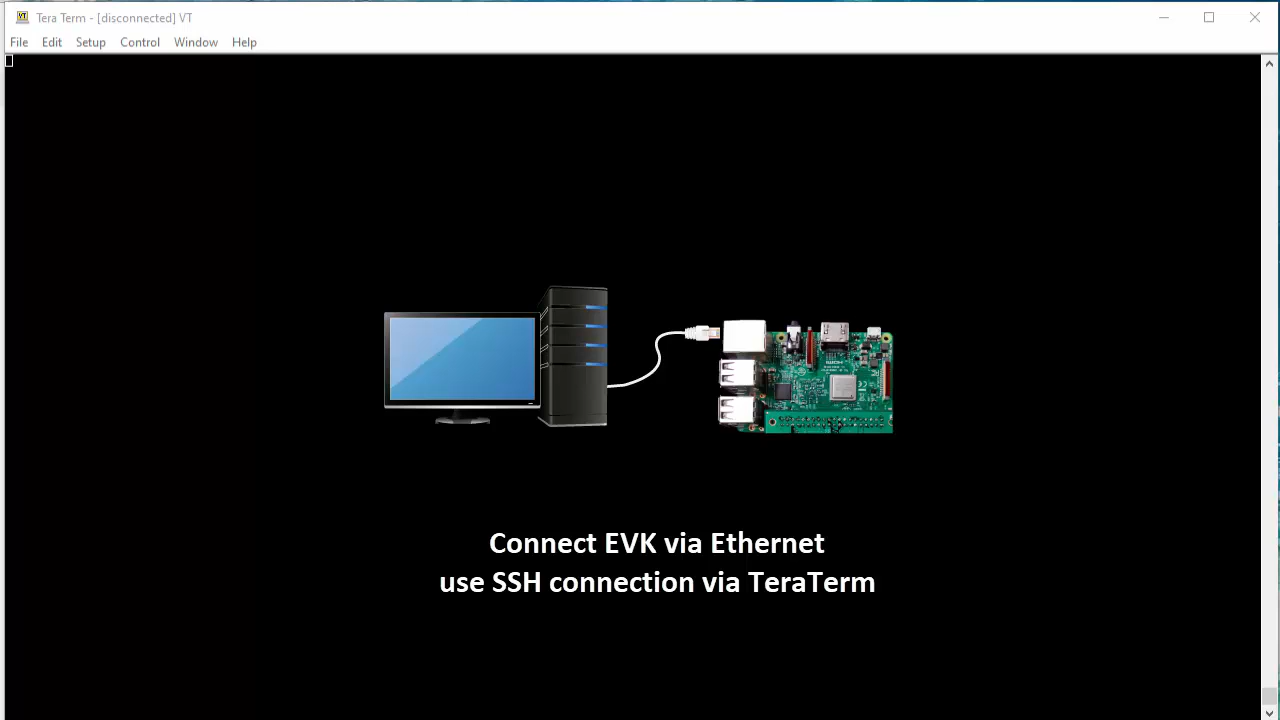 Tera Term - [disconnected] VT
File Edit Setup Control Window Help
Connect EVK via Ethernet
use SSH connection via TeraTerm